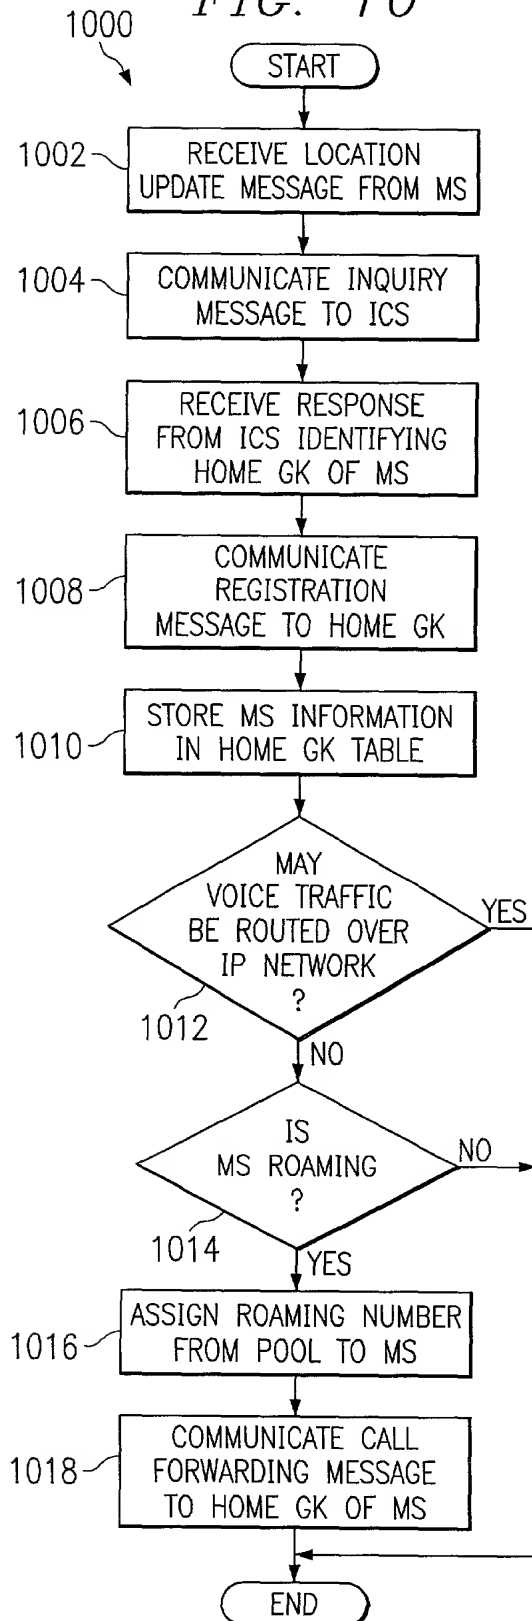 FIG. 10
1000
START
1002
RECEIVE LOCATION
UPDATE MESSAGE FROM MS
1004
COMMUNICATE INQUIRY
MESSAGE TO ICS
1006
RECEIVE RESPONSE
FROM ICS IDENTIFYING
HOME GK OF MS
1008
COMMUNICATE
REGISTRATION
MESSAGE TO HOME GK
1010
STORE MS INFORMATION
IN HOME GK TABLE
MAY
VOICE TRAFFIC
BE ROUTED OVER
IP NETWORK
?
YES
1012
NO
IS
MS ROAMING
?
NO
1014
YES
1016
ASSIGN ROAMING NUMBER
FROM POOL TO MS
1018
COMMUNICATE CALL
FORWARDING MESSAGE
TO HOME GK OF MS
END